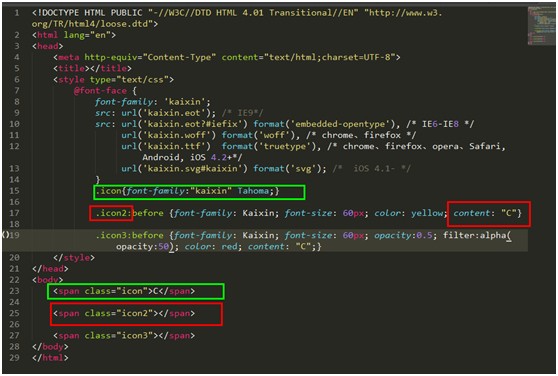 1 <!DOCTYPE HTML PUBLIC "-//W3C//DTD HTML 4.01 Transitional//EN" "http://www.w3.
org/TR/html4/loose.dtd">
2 <html lang="en">
3 <head>
4 <meta http-equiv="Content-Type" content="text/html;charset=UTF-8">
5 <title></title>
6 <style type="text/css">
7 @font-face {
8 font-family: 'kaixin';
9 src: url('kaixin.eot'); /* IE9*/
10 src: url('kaixin.eot?#iefix') format('embedded-opentype'), /* IE6-IE8 */
11 url('kaixin.woff') format('woff'), /* chrome、firefox */
12 url('kaixin.ttf') format('truetype'), /* chrome、firefox、opera、Safari,
Android, iOS 4.2+*/
13 url('kaixin.svg#kaixin') format('svg'); /* iOS 4.1- */
14 }
15 .icon{font-family:"kaixin" Tahoma;}
16
17 .icon2:before {font-family: Kaixin; font-size: 60px; color: yellow; content: "C"}
18
19 .icon3:before {font-family: Kaixin; font-size: 60px; opacity:0.5; filter:alpha(
opacity:50); color: red; content: "C";}
20 </style>
21 </head>
22 <body>
23 <span class="icon">C</span>
24
25 <span class="icon2"></span>
26
27 <span class="icon3"></span>
28 </body>
29 </html>